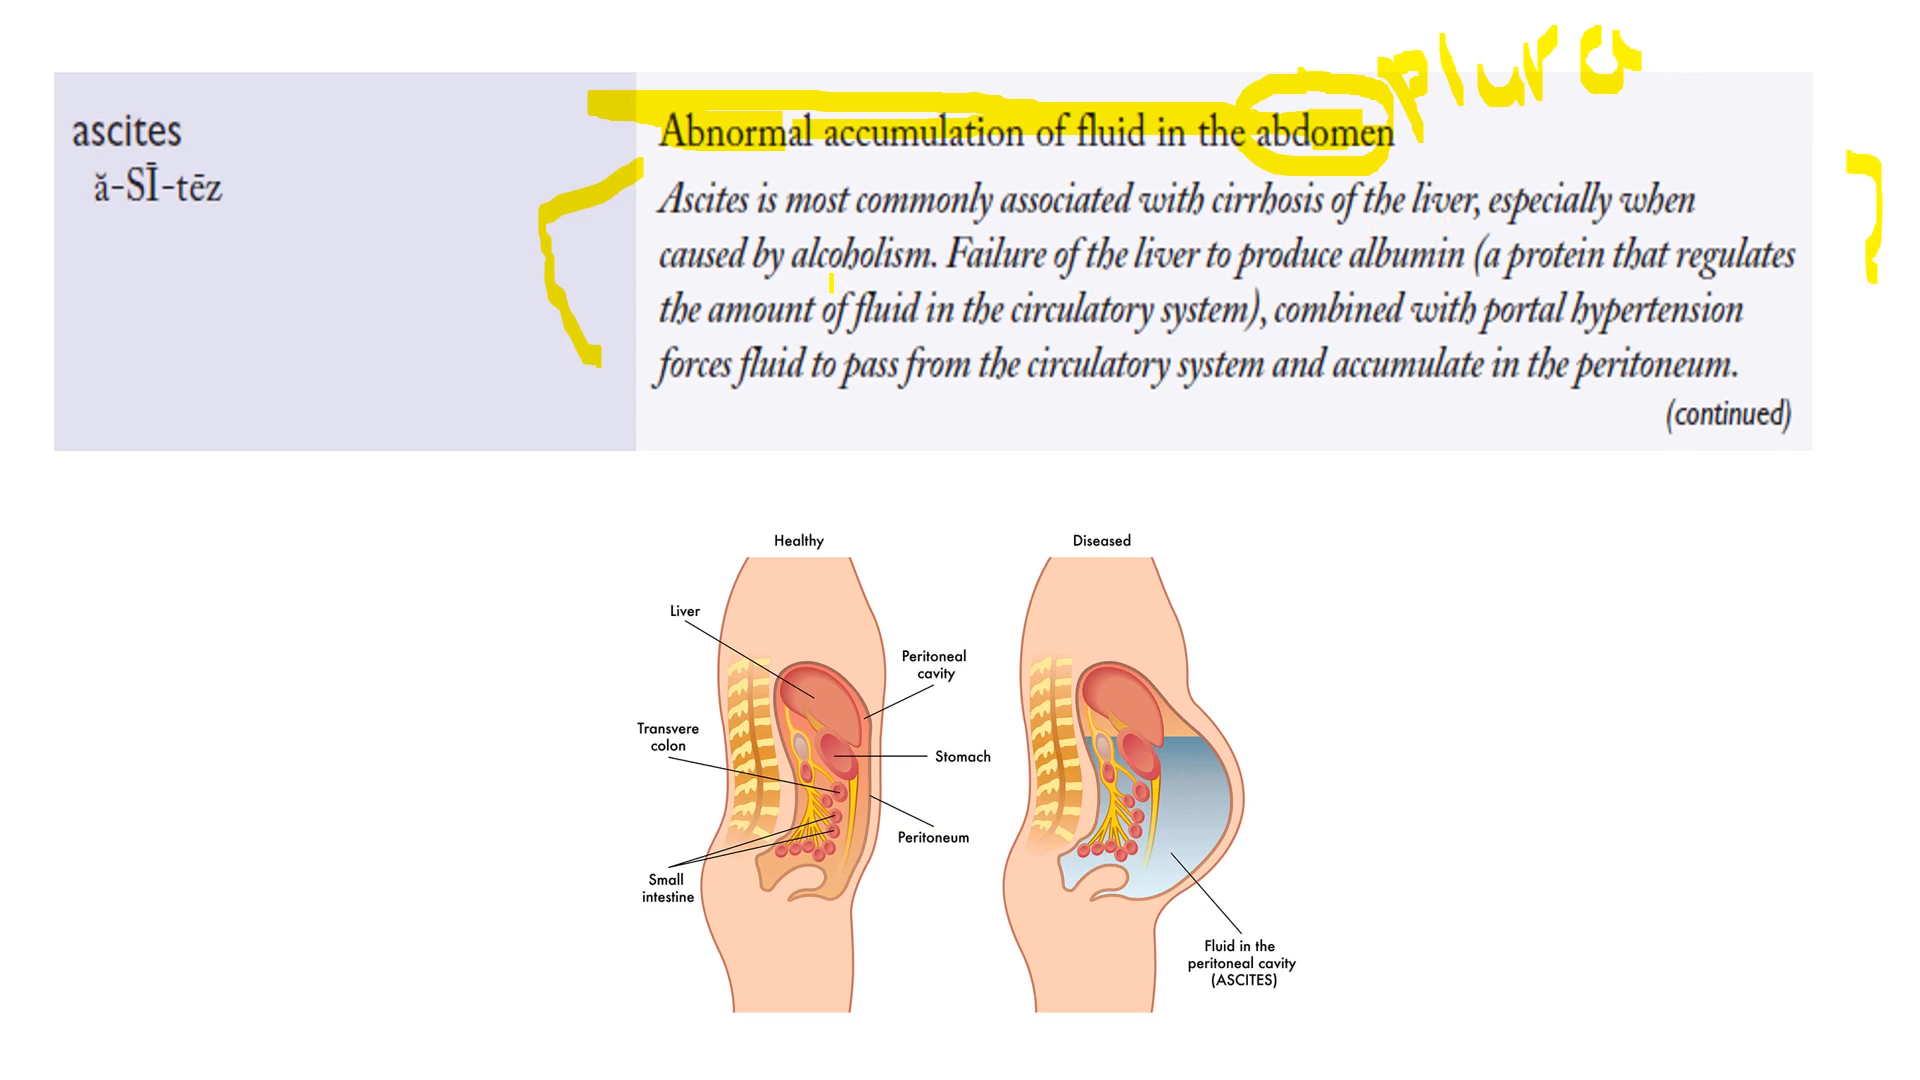 plura
ascites
ă-SĪ-tēz
Abnormal accumulation of fluid in the abdomen
Ascites is most commonly associated with cirrhosis of the liver, especially when
caused by alcoholism. Failure of the liver to produce albumin (a protein that regulates
the amount of fluid in the circulatory system), combined with portal hypertension
forces fluid to pass from the circulatory system and accumulate in the peritoneum.
(continued)
Healthy
Liver
Peritoneal
cavity
Transvere
colon
Stomach
Peritoneum
Small
intestine
Diseased
Fluid in the
peritoneal cavity
(ASCITES)